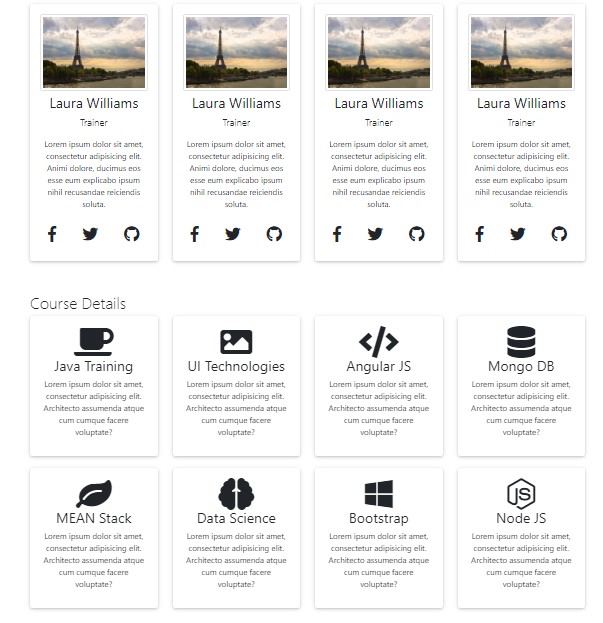 Laura Williams
Trainer
Lorem ipsum dolor sit amet,
consectetur adipisicing elit.
Animi dolore, ducimus eos
esse eum explicabo ipsum
nihil recusandae reiciendis
soluta.
Laura Williams
Trainer
Lorem ipsum dolor sit amet,
consectetur adipisicing elit.
Animi dolore, ducimus eos
esse eum explicabo ipsum
nihil recusandae reiciendis
soluta.
Laura Williams
Trainer
Lorem ipsum dolor sit amet,
consectetur adipisicing elit.
Animi dolore, ducimus eos
esse eum explicabo ipsum
nihil recusandae reiciendis
soluta.
Laura Williams
Trainer
Lorem ipsum dolor sit amet,
consectetur adipisicing elit.
Animi dolore, ducimus eos
esse eum explicabo ipsum
nihil recusandae reiciendis
soluta.
Course Details
Java Training
Lorem ipsum dolor sit amet,
consectetur adipisicing elit.
Architecto assumenda atque
cum cumque facere
voluptate?
UI Technologies
Lorem ipsum dolor sit amet,
consectetur adipisicing elit.
Architecto assumenda atque
cum cumque facere
voluptate?
Angular JS
Lorem ipsum dolor sit amet,
consectetur adipisicing elit.
Architecto assumenda atque
cum cumque facere
voluptate?
Mongo DB
Lorem ipsum dolor sit amet,
consectetur adipisicing elit.
Architecto assumenda atque
cum cumque facere
voluptate?
MEAN Stack
Lorem ipsum dolor sit amet,
consectetur adipisicing elit.
Architecto assumenda atque
cum cumque facere
voluptate?
Data Science
Lorem ipsum dolor sit amet,
consectetur adipisicing elit.
Architecto assumenda atque
cum cumque facere
voluptate?
Bootstrap
Lorem ipsum dolor sit amet,
consectetur adipisicing elit.
Architecto assumenda atque
cum cumque facere
voluptate?
JS
Node JS
Lorem ipsum dolor sit amet,
consectetur adipisicing elit.
Architecto assumenda atque
cum cumque facere
voluptate?